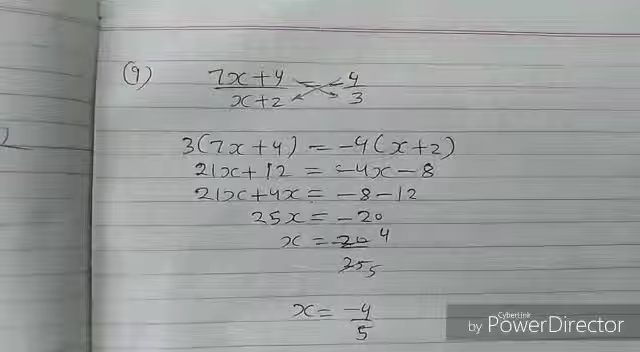 (9) 7x+4/x+2 = -4/3
3(7x+4) = -4(x+2)
21x+12 = -4x-8
21x+4x = -8-12
25x = -20
x = -20 4/25 5
x = -4/5
CyberLink
by PowerDirector